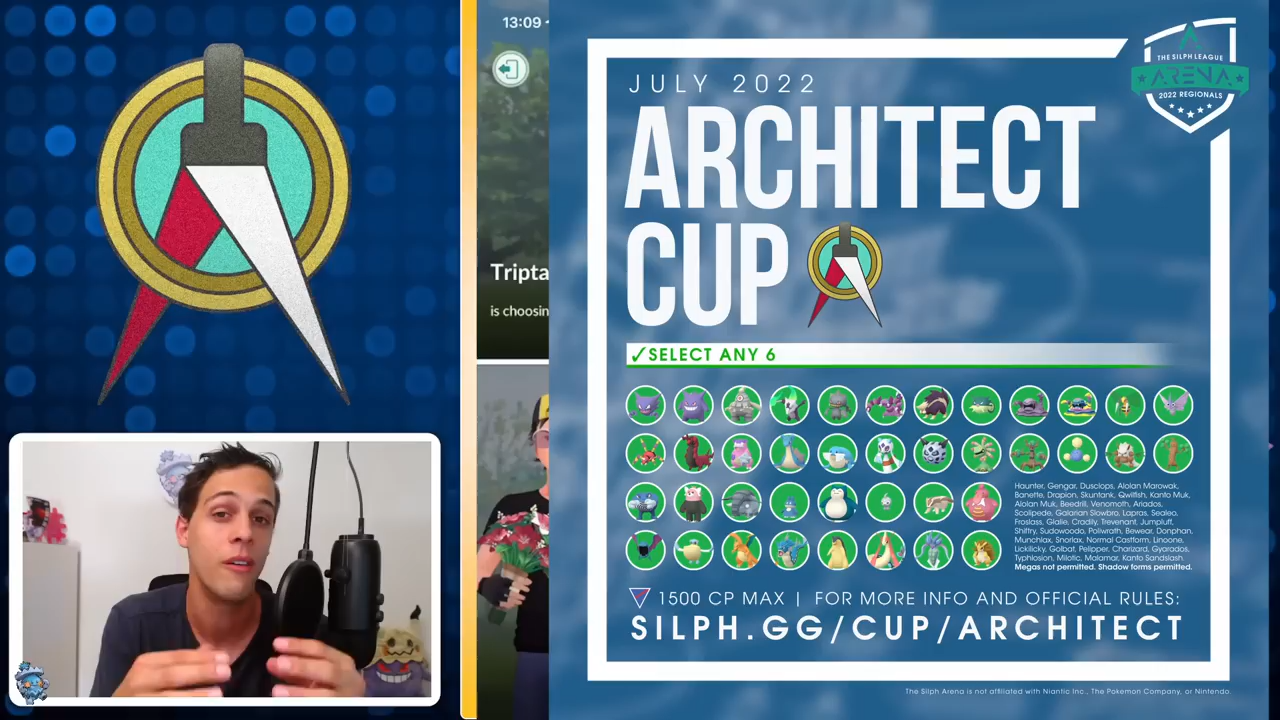 13:09
Tripta
is choosin
JULY 2022
THE SILPH LEAGUE
ARENA
2022 REGIONALS
ARCHITECT
CUP
✓SELECT ANY 6
Haunter, Gengar, Dusclops, Alolan Marowak,
Banette, Drapion, Skuntank, Qwilfish, Kanto Muk,
Alolan Muk, Beedrill, Venomoth, Ariados,
Scolipede, Galarian Slowbro, Lapras, Sealeo,
Froslass, Glalie, Cradily, Trevenant, Jumpluff,
Shiftry, Sudowoodo, Poliwrath, Bewear, Donphan,
Munchlax, Snorlax, Normal Castform, Linoone,
Lickilicky, Golbat, Pelipper, Charizard, Gyarados,
Typhlosion, Milotic, Malamar, Kanto Sandslash.
Megas not permitted. Shadow forms permitted.
1500 CP MAX | FOR MORE INFO AND OFFICIAL RULES:
SILPH.GG/CUP/ARCHITECT
The Silph Arena is not affiliated with Niantic Inc., The Pokemon Company, or Nintendo.